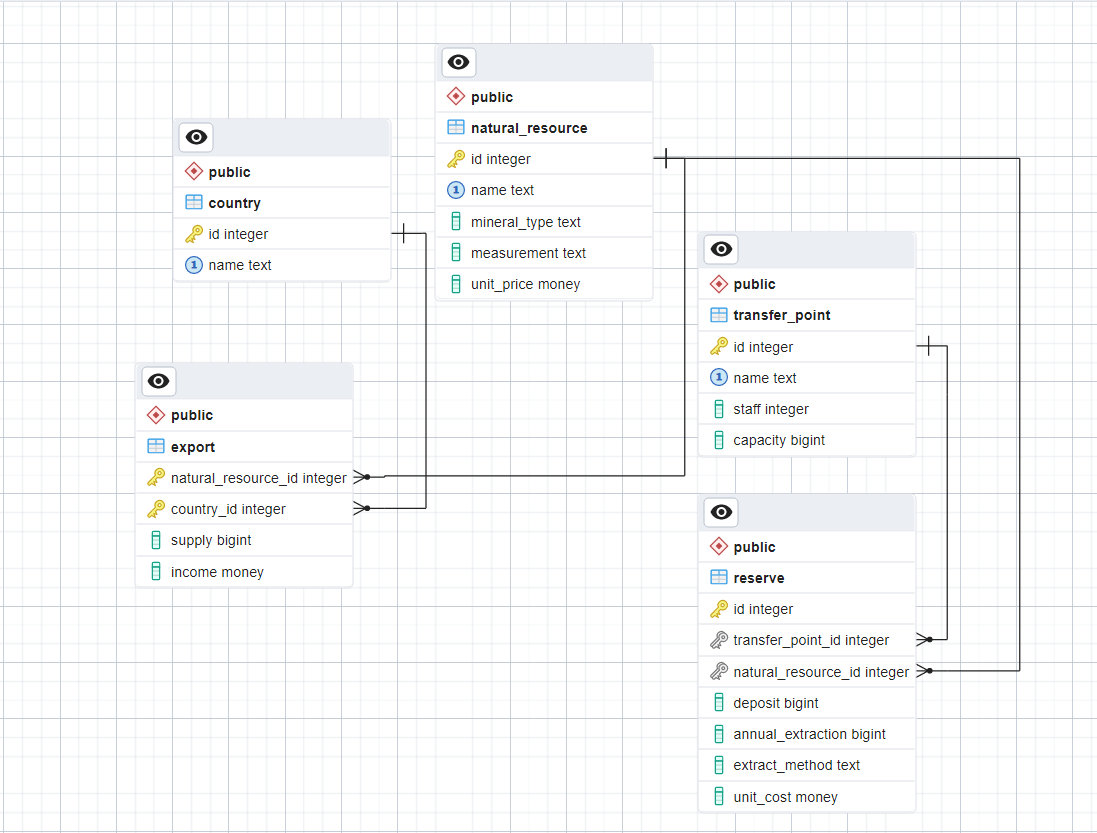 public
natural_resource
id integer
name text
mineral_type text
measurement text
unit_price money
public
country
id integer
name text
public
transfer_point
id integer
name text
staff integer
capacity bigint
public
export
natural_resource_id integer
country_id integer
supply bigint
income money
public
reserve
id integer
transfer_point_id integer
natural_resource_id integer
deposit bigint
annual_extraction bigint
extract_method text
unit_cost money